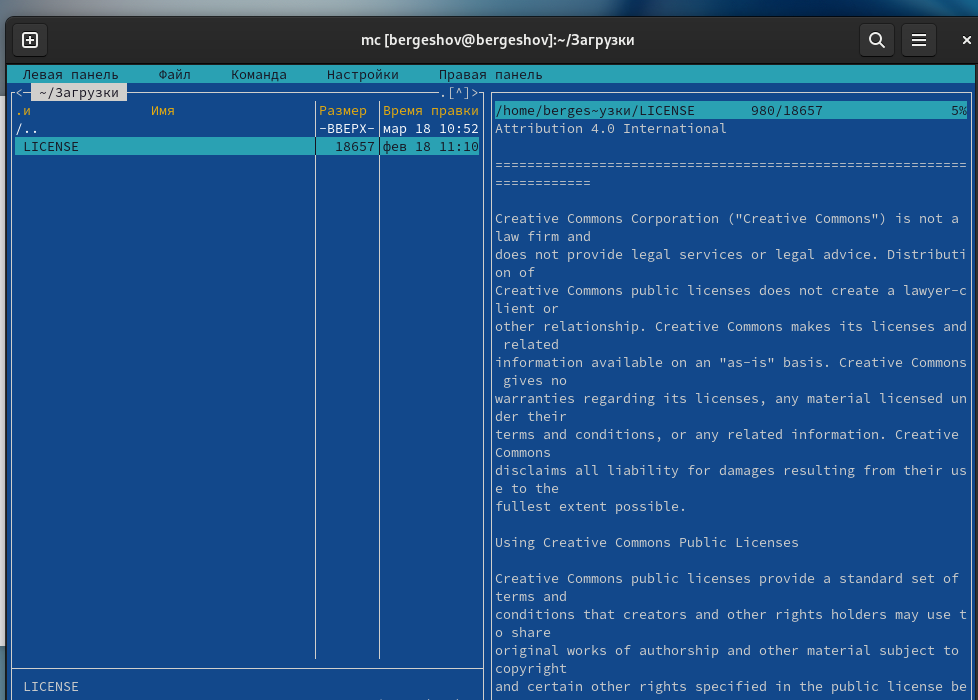 mc [bergeshov@bergeshov]:~/Загрузки
Левая панель Файл Команда Настройки Правая панель
<— ~/Загрузки .[^]>
.и Имя Размер Время правки
/.. -ВВЕРХ- мар 18 10:52
LICENSE 18657 фев 18 11:10
LICENSE
/home/berges~узки/LICENSE 980/18657 5%
Attribution 4.0 International
===========================================================
============
Creative Commons Corporation ("Creative Commons") is not a
law firm and
does not provide legal services or legal advice. Distributi
on of
Creative Commons public licenses does not create a lawyer-c
lient or
other relationship. Creative Commons makes its licenses and
related
information available on an "as-is" basis. Creative Commons
gives no
warranties regarding its licenses, any material licensed un
der their
terms and conditions, or any related information. Creative
Commons
disclaims all liability for damages resulting from their us
e to the
fullest extent possible.
Using Creative Commons Public Licenses
Creative Commons public licenses provide a standard set of
terms and
conditions that creators and other rights holders may use t
o share
original works of authorship and other material subject to
copyright
and certain other rights specified in the public license be